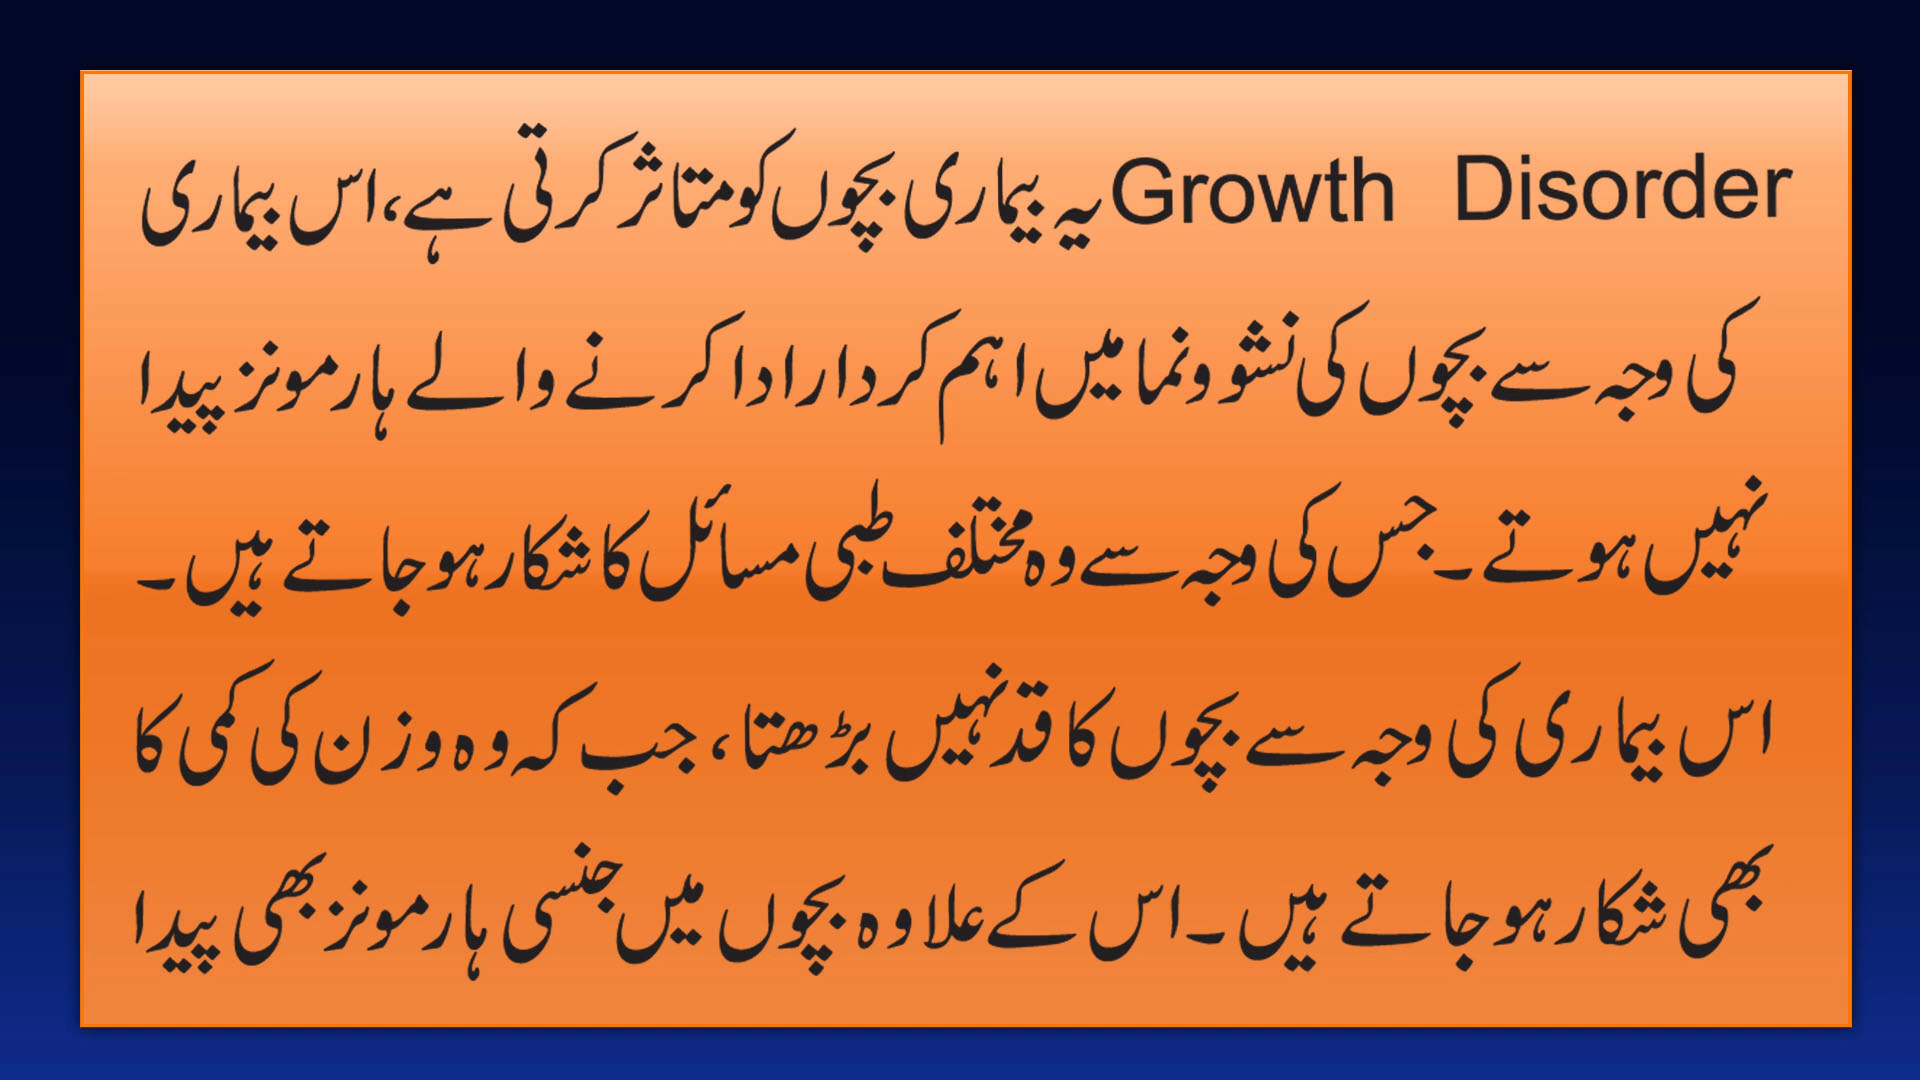 Growth Disorder یہ بیماری بچوں کو متاثر کرتی ہے، اس بیماری
کی وجہ سے بچوں کی نشوونما میں اہم کردار ادا کرنے والے ہارمونز پیدا
نہیں ہوتے ۔ جس کی وجہ سے وہ مختلف طبی مسائل کا شکار ہو جاتے ہیں ۔
اس بیماری کی وجہ سے بچوں کا قد نہیں بڑھتا، جب کہ وہ وزن کی کمی کا
بھی شکار ہو جاتے ہیں ۔ اس کے علاوہ بچوں میں جنسی ہارمونز بھی پیدا